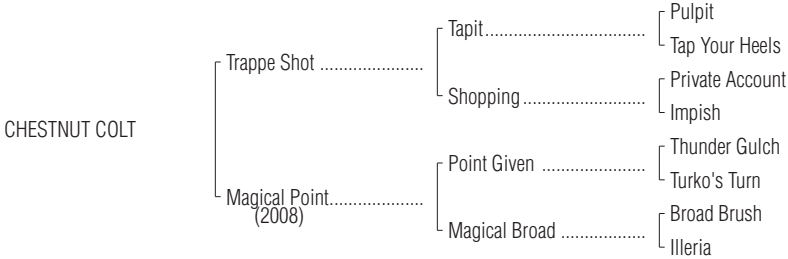 Pulpit
Tapit..................................
Tap Your Heels
Trappe Shot ......................
Private Account
Shopping..........................
Impish
CHESTNUT COLT
Thunder Gulch
Point Given ......................
Turko's Turn
Magical Point....................
(2008)
Broad Brush
Magical Broad ..................
Illeria